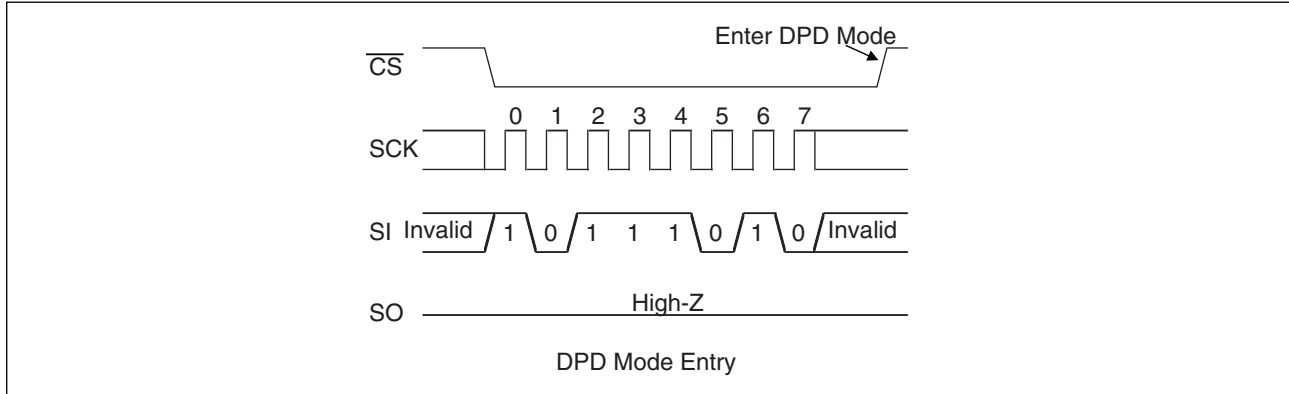 Enter DPD Mode
CS
0 1 2 3 4 5 6 7
SCK
SI Invalid 1 0 1 1 1 0 1 0 Invalid
High-Z
SO
DPD Mode Entry